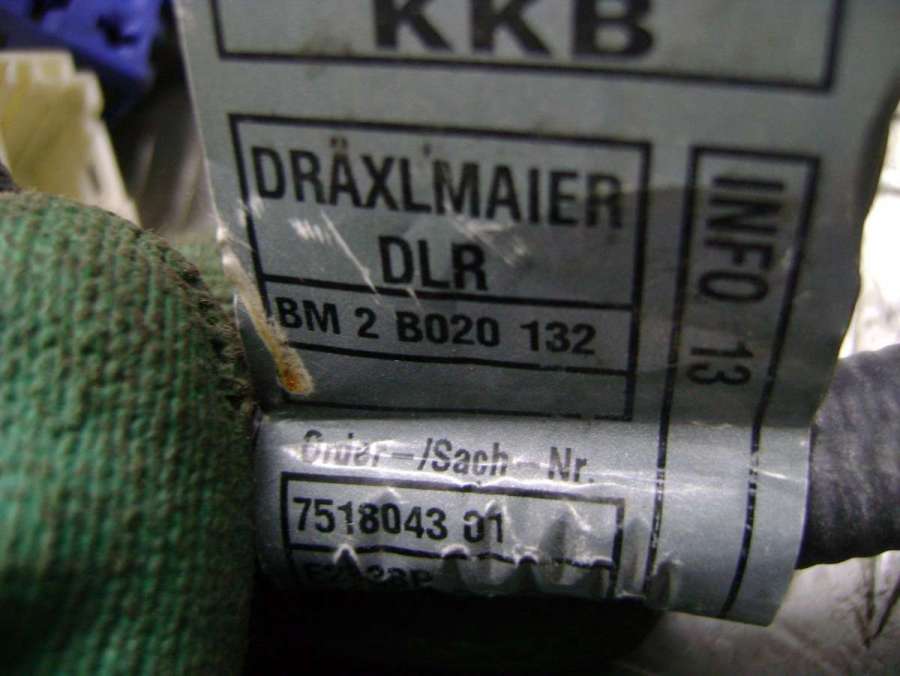 KKB
DRÄXLMAIER
DLR
BM 2 B020 132
INFO 13
Order-/Sach-Nr.
7518043 01